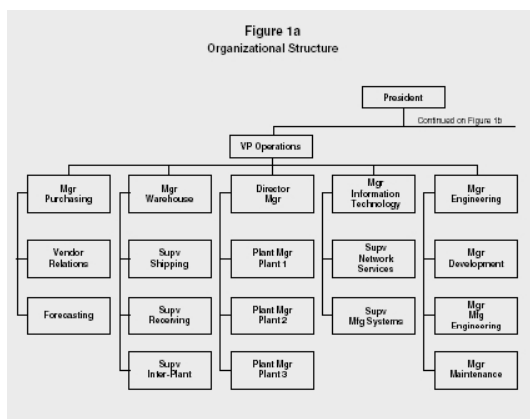 Figure 1a
Organizational Structure
President
Continued on Figure 1b
VP Operations
Mgr
Purchasing
Mgr
Warehouse
Director
Mgr
Mgr
Information
Technology
Mgr
Engineering
Vendor
Relations
Supv
Shipping
Plant Mgr
Plant 1
Supv
Network
Services
Mgr
Development
Forecasting
Supv
Receiving
Plant Mgr
Plant 2
Supv
Mfg Systems
Mgr
Mfg
Engineering
Supv
Inter-Plant
Plant Mgr
Plant 3
Mgr
Maintenance